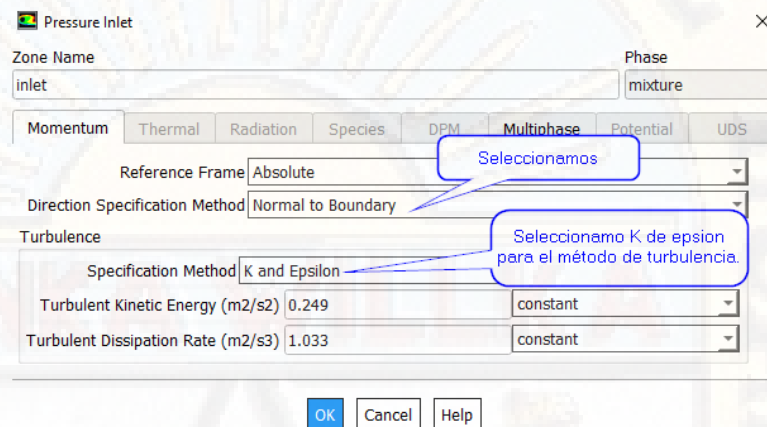 Pressure Inlet
Zone Name
Phase
inlet
mixture
Momentum Thermal Radiation Species DPM Multiphase Potential UDS
Seleccionamos
Reference Frame Absolute
Direction Specification Method Normal to Boundary
Turbulence
Seleccionamo K de epsion
para el método de turbulencia.
Specification Method K and Epsilon
Turbulent Kinetic Energy (m2/s2) 0.249 constant
Turbulent Dissipation Rate (m2/s3) 1.033 constant
OK Cancel Help